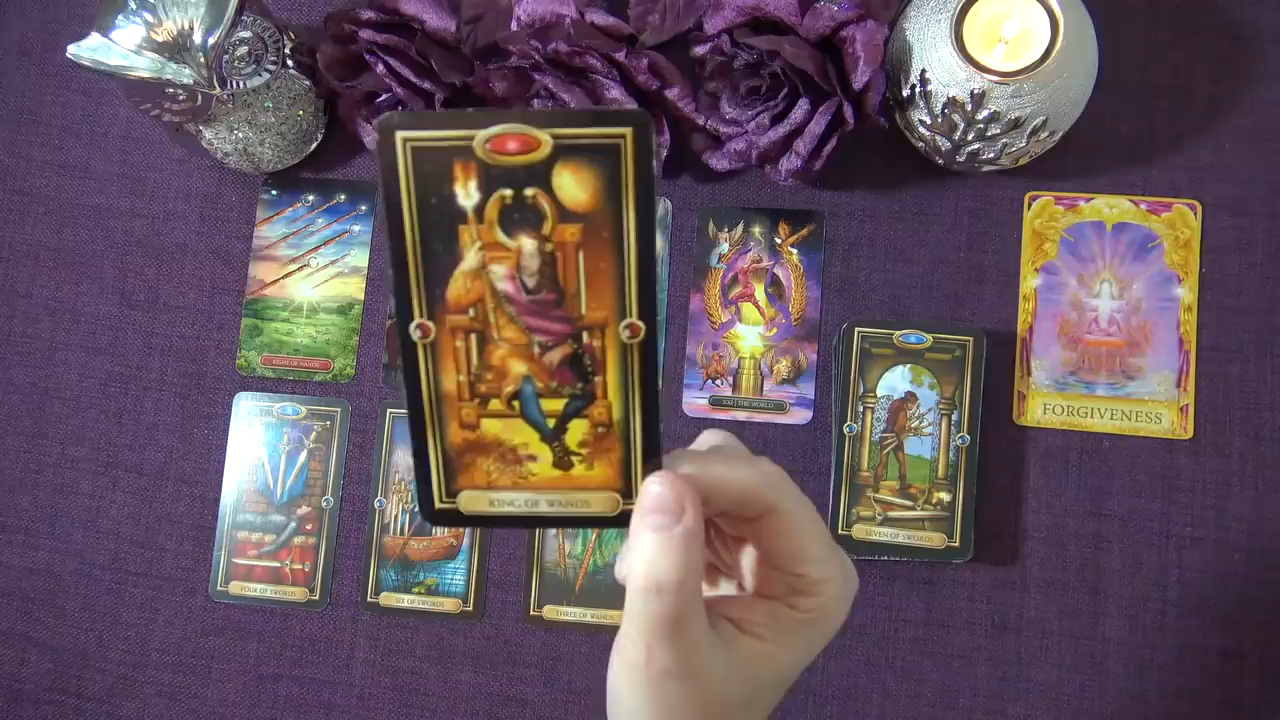 KING OF WANDS
EIGHT OF WANDS
XXI THE WORLD
FORGIVENESS
SEVEN OF SWORDS
FOUR OF SWORDS
SIX OF SWORDS
THREE OF WANDS